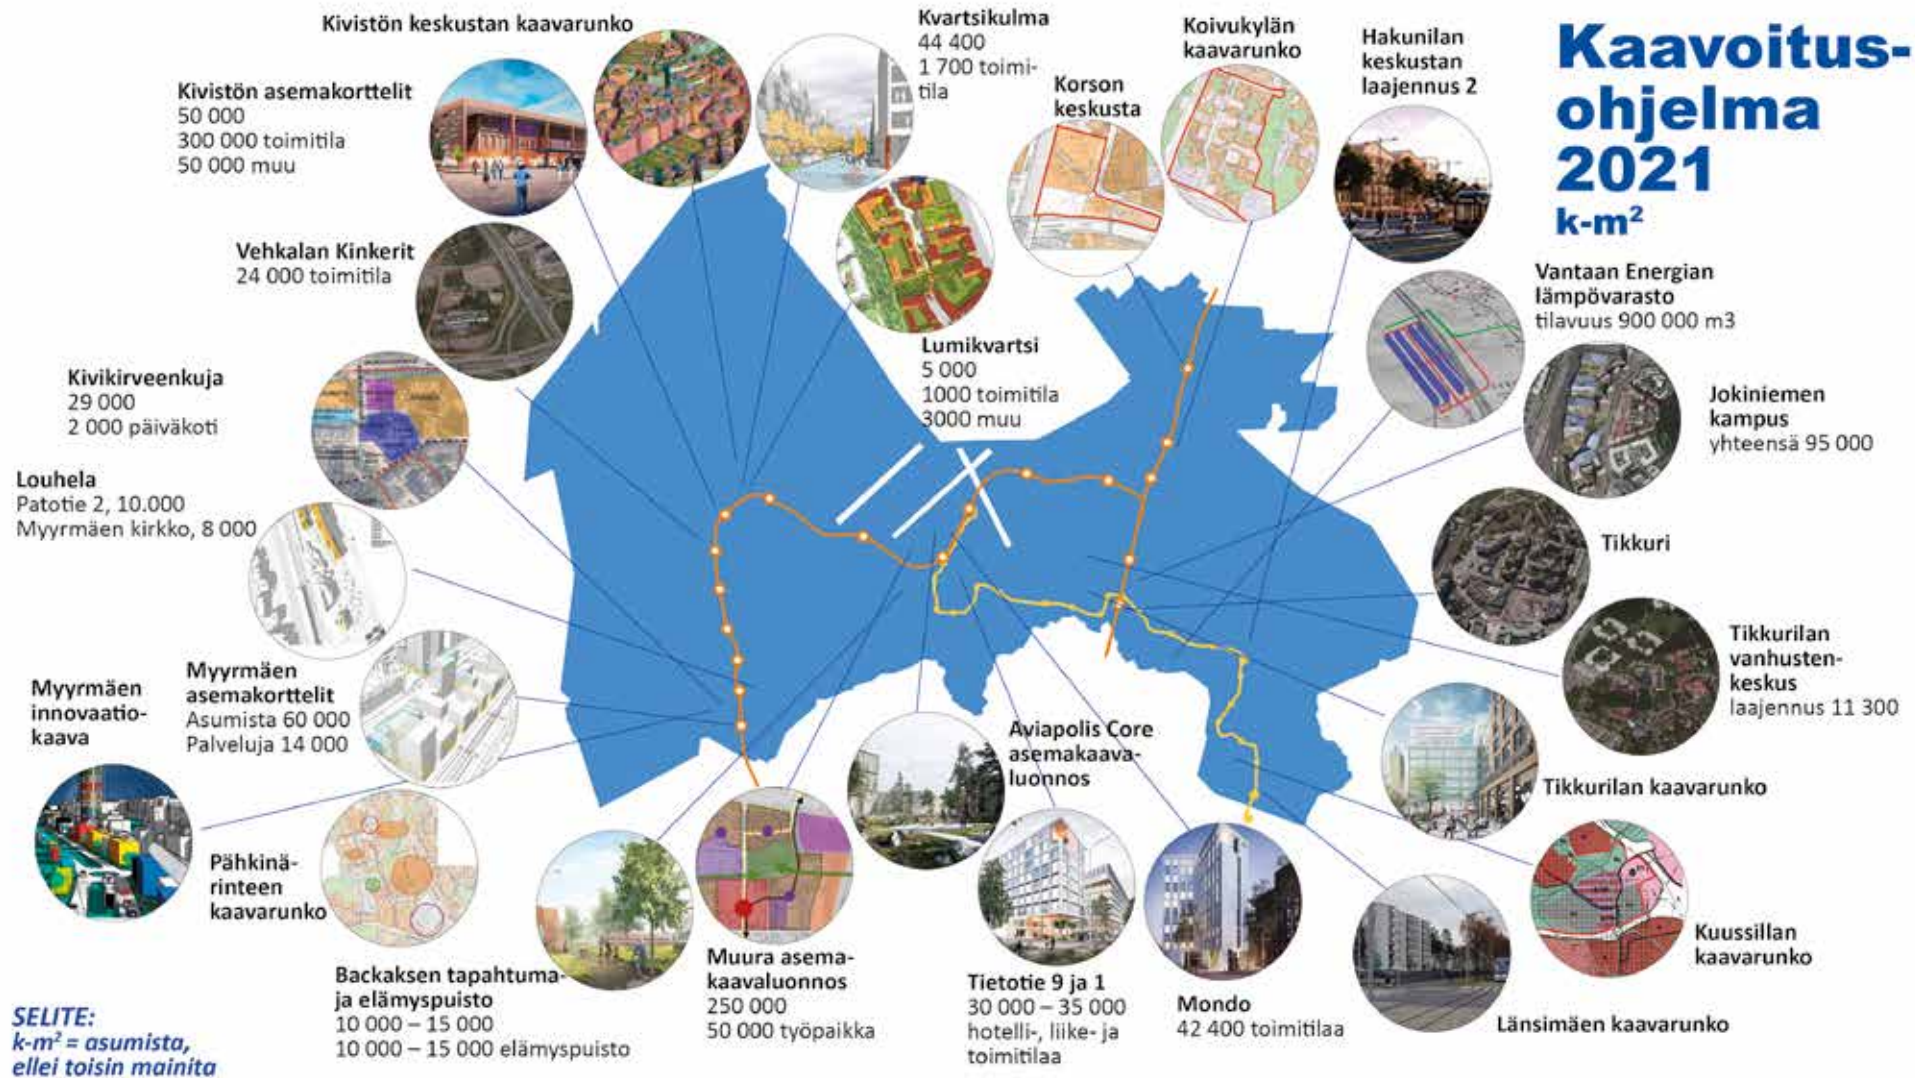 Kaavoitus-
ohjelma
2021
k-m²
Kivistön keskustan kaavarunko
Kivistön asemakorttelit
50 000
300 000 toimitila
50 000 muu
Kvartsikulma
44 400
1 700 toimi-
tila
Korson
keskusta
Koivukylän
kaavarunko
Hakunilan
keskustan
laajennus 2
Vehkalan Kinkerit
24 000 toimitila
Lumikvartsi
5 000
1000 toimitila
3000 muu
Vantaan Energian
lämpövarasto
tilavuus 900 000 m3
Kivikirveenkuja
29 000
2 000 päiväkoti
Jokiniemen
kampus
yhteensä 95 000
Louhela
Patotie 2, 10.000
Myyrmäen kirkko, 8 000
Tikkuri
Myyrmäen
innovaatio-
kaava
Myyrmäen
asemakorttelit
Asumista 60 000
Palveluja 14 000
Tikkurilan
vanhusten-
keskus
laajennus 11 300
Aviapolis Core
asemakaava-
luonnos
Tikkurilan kaavarunko
Pähkinä-
rinteen
kaavarunko
Backaksen tapahtuma-
ja elämyspuisto
10 000 – 15 000
10 000 – 15 000 elämyspuisto
Muura asema-
kaavaluonnos
250 000
50 000 työpaikka
Tietotie 9 ja 1
30 000 – 35 000
hotelli-, liike- ja
toimitilaa
Mondo
42 400 toimitilaa
Länsimäen kaavarunko
Kuussillan
kaavarunko
SELITE:
k-m² = asumista,
ellei toisin mainita